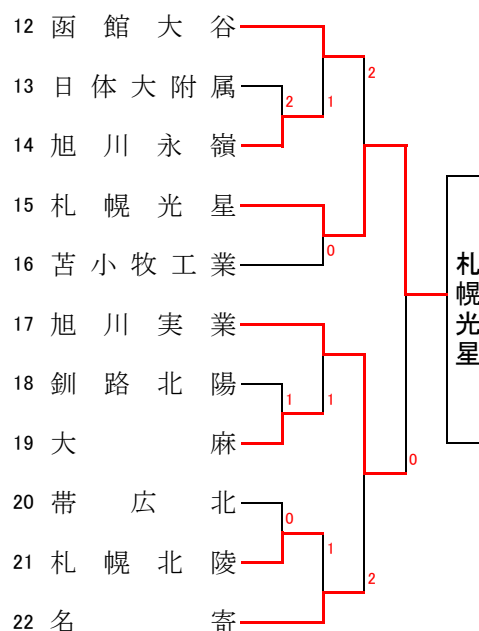 12 函館大谷
2
13 日体大附属
2 1
14 旭川永嶺
15 札幌光星
0
16 苫小牧工業
札幌光星
17 旭川実業
18 釧路北陽
1 1
19 大麻
0
20 帯広北
0
1
21 札幌北陵
2
22 名寄